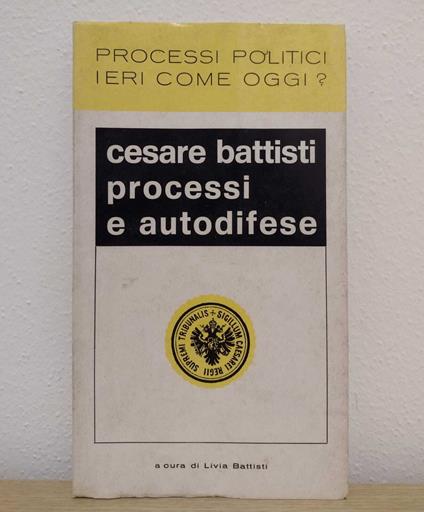 PROCESSI POLITICI
IERI COME OGGI?
cesare battisti
processi
e autodifese
SIGILLUM CAESAREI REGII SUPREMI TRIBUNALIS +
a cura di Livia Battisti